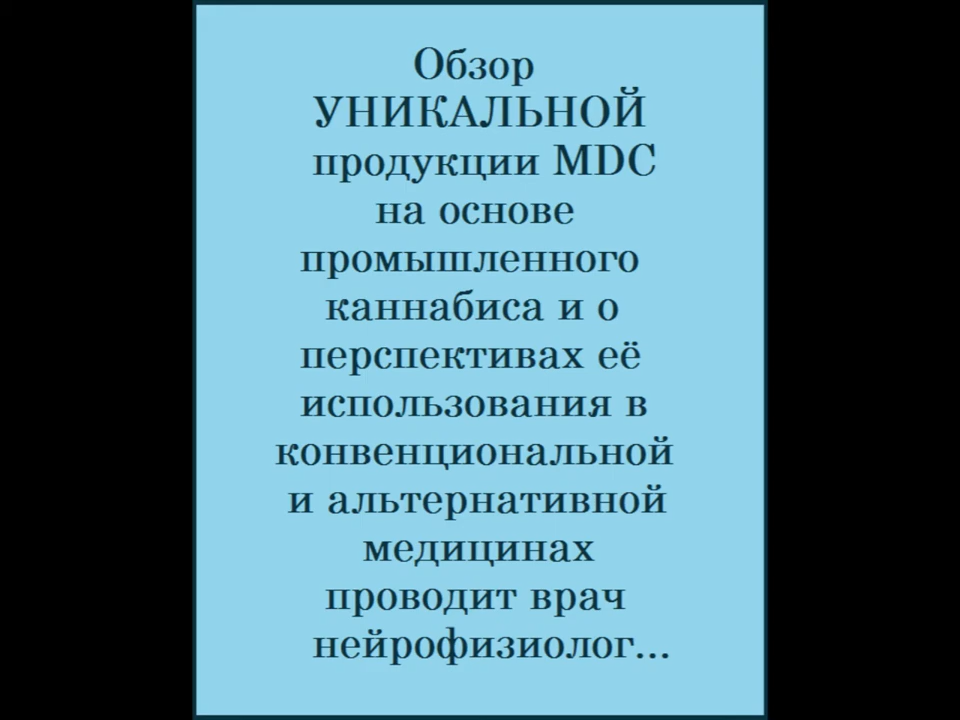 Обзор
УНИКАЛЬНОЙ
продукции MDC
на основе
промышленного
каннабиса и о
перспективах её
использования в
конвенциональной
и альтернативной
медицинах
проводит врач
нейрофизиолог...